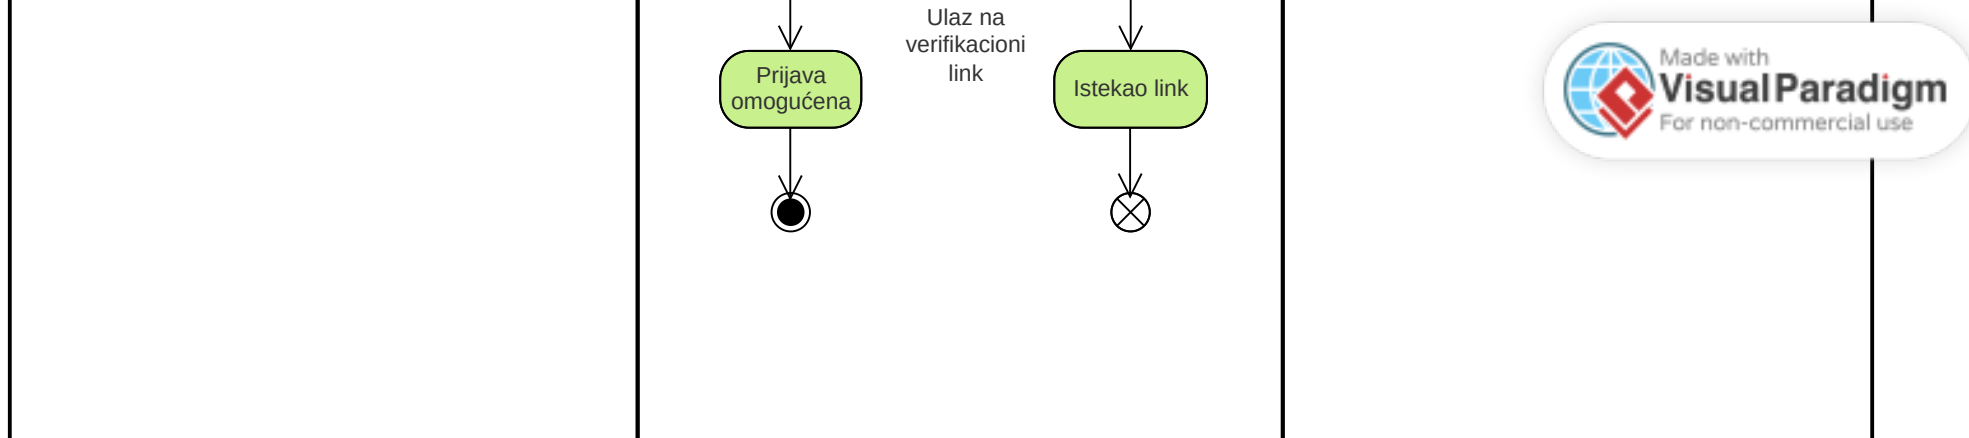 Ulaz na
verifikacioni
link
Prijava
omogućena
Istekao link
Made with
Visual Paradigm
For non-commercial use